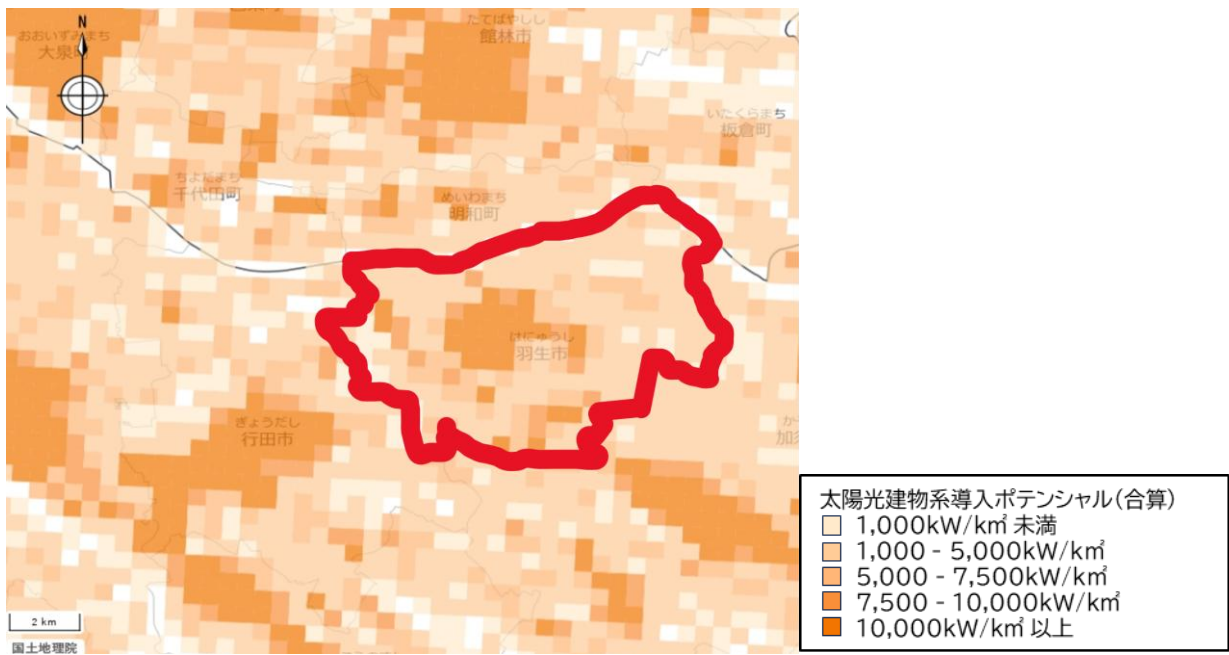 N
おおいずみまち
大泉町
たてばやしし
館林市
いたくらまち
板倉町
ちよだまち
千代田町
めいわまち
明和町
はにゅうし
羽生市
ぎょうだし
行田市
か
加須
2 km
国土地理院
太陽光建物系導入ポテンシャル(合算)
1,000kW/k㎡ 未満
1,000 - 5,000kW/k㎡
5,000 - 7,500kW/k㎡
7,500 - 10,000kW/k㎡
10,000kW/k㎡ 以上